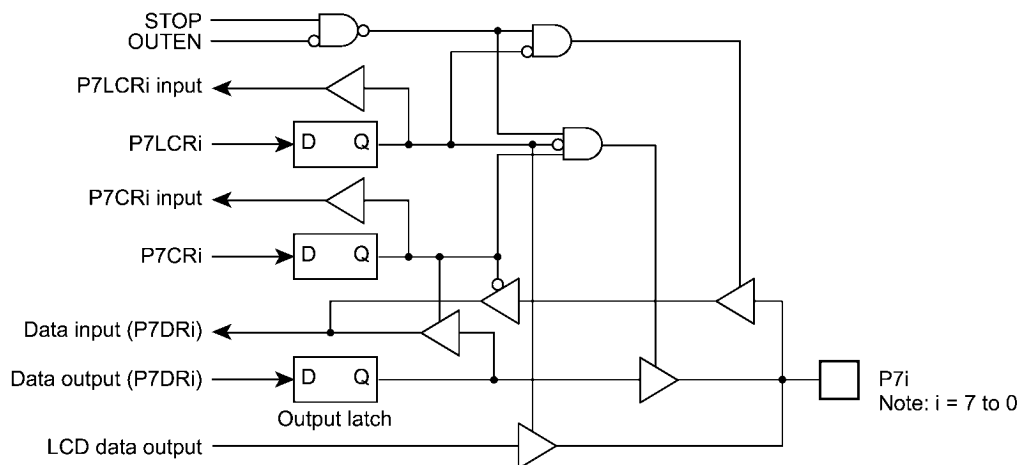 STOP
OUTEN
P7LCRi input
P7LCRi
D Q
P7CRi input
P7CRi
D Q
Data input (P7DRi)
Data output (P7DRi)
D Q
Output latch
P7i
Note: i = 7 to 0
LCD data output